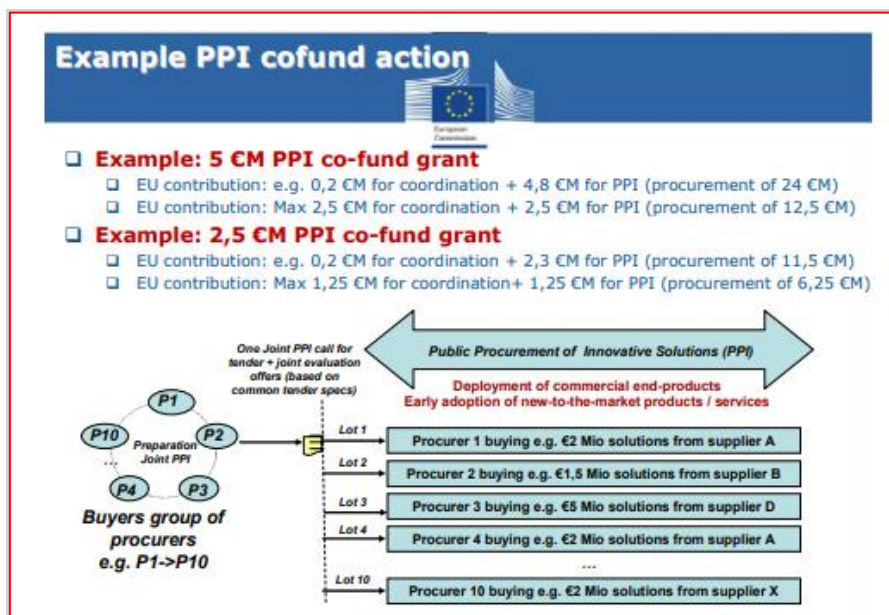 Example PPI cofund action
European
Commission
❑ Example: 5 €M PPI co-fund grant
❑ EU contribution: e.g. 0,2 €M for coordination + 4,8 €M for PPI (procurement of 24 €M)
❑ EU contribution: Max 2,5 €M for coordination + 2,5 €M for PPI (procurement of 12,5 €M)
❑ Example: 2,5 €M PPI co-fund grant
❑ EU contribution: e.g. 0,2 €M for coordination + 2,3 €M for PPI (procurement of 11,5 €M)
❑ EU contribution: Max 1,25 €M for coordination+ 1,25 €M for PPI (procurement of 6,25 €M)
One Joint PPI call for
tender + joint evaluation
offers (based on
common tender specs)
Public Procurement of Innovative Solutions (PPI)
Deployment of commercial end-products
Early adoption of new-to-the-market products / services
P1
P10
P2
Preparation
Joint PPI
...
P4
P3
Buyers group of
procurers
e.g. P1->P10
Lot 1
Procurer 1 buying e.g. €2 Mio solutions from supplier A
Lot 2
Procurer 2 buying e.g. €1,5 Mio solutions from supplier B
Lot 3
Procurer 3 buying e.g. €5 Mio solutions from supplier D
Lot 4
Procurer 4 buying e.g. €2 Mio solutions from supplier A
...
Lot 10
Procurer 10 buying e.g. €2 Mio solutions from supplier X